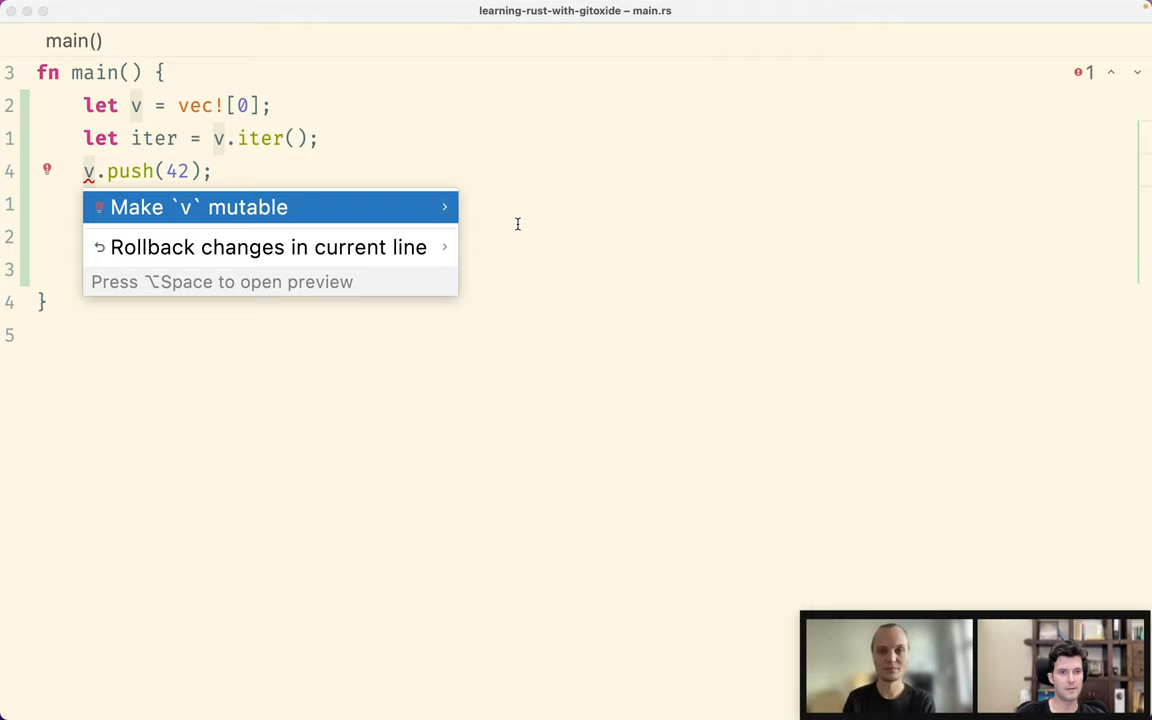 learning-rust-with-gitoxide – main.rs
main()
3 fn main() {
1
2 let v = vec![0];
1 let iter = v.iter();
4 v.push(42);
1 Make `v` mutable
2 Rollback changes in current line
3 Press ⌥Space to open preview
4 }
5